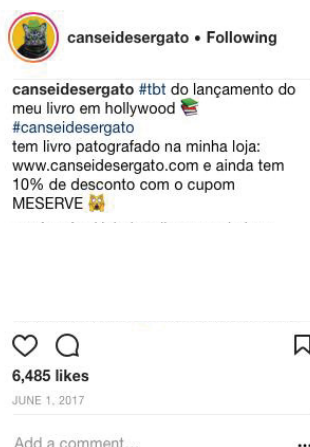 canseidesergato • Following
canseidesergato #tbt do lançamento do
meu livro em hollywood 📚
#canseidesergato
tem livro patografado na minha loja:
www.canseidesergato.com e ainda tem
10% de desconto com o cupom
MESERVE 🙀
6,485 likes
JUNE 1, 2017
Add a comment...